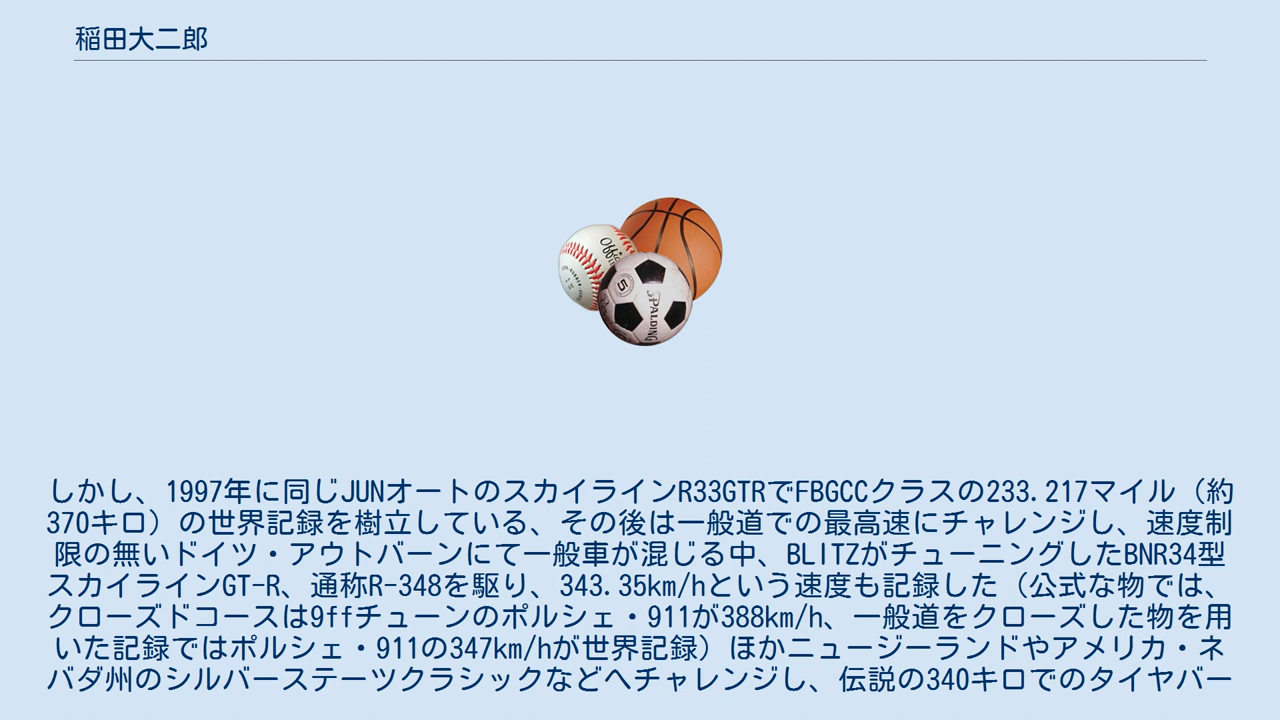 稲田大二郎
Offic
5
SPALDING
しかし、1997年に同じJUNオートのスカイラインR33GTRでFBGCCクラスの233.217マイル（約
370キロ）の世界記録を樹立している、その後は一般道での最高速にチャレンジし、速度制
限の無いドイツ・アウトバーンにて一般車が混じる中、BLITZがチューニングしたBNR34型
スカイラインGT-R、通称R-348を駆り、343.35km/hという速度も記録した（公式な物では、
クローズドコースは9ffチューンのポルシェ・911が388km/h、一般道をクローズした物を用
いた記録ではポルシェ・911の347km/hが世界記録）ほかニュージーランドやアメリカ・ネ
バダ州のシルバーステーツクラシックなどへチャレンジし、伝説の340キロでのタイヤバー